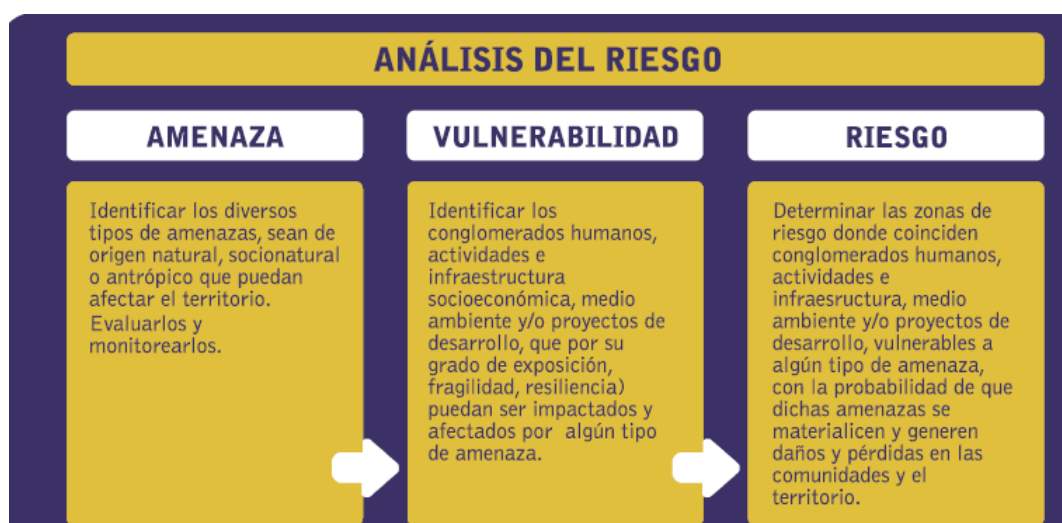 ANÁLISIS DEL RIESGO
AMENAZA
Identificar los diversos
tipos de amenazas, sean de
origen natural, socionatural
o antrópico que puedan
afectar el territorio.
Evaluarlos y
monitorearlos.
VULNERABILIDAD
Identificar los
conglomerados humanos,
actividades e
infraestructura
socioeconómica, medio
ambiente y/o proyectos de
desarrollo, que por su
grado de exposición,
fragilidad, resiliencia)
puedan ser impactados y
afectados por algún tipo
de amenaza.
RIESGO
Determinar las zonas de
riesgo donde coinciden
conglomerados humanos,
actividades e
infraesructura, medio
ambiente y/o proyectos de
desarrollo, vulnerables a
algún tipo de amenaza,
con la probabilidad de que
dichas amenazas se
materialicen y generen
daños y pérdidas en las
comunidades y el
territorio.